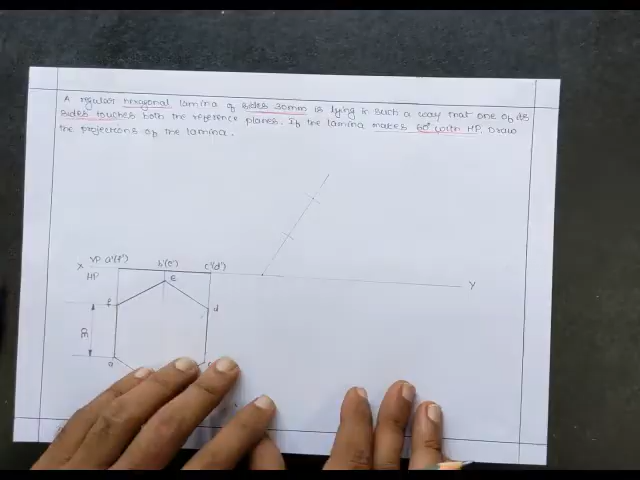 A regular hexagonal lamina of sides 30mm is lying in such a way that one of its
sides touches both the reference planes. If the lamina makes 60° with HP. Draw
the projections of the lamina.
X VP a'(f') b'(e') c'(d')
HP
Y
e
f
d
30
a